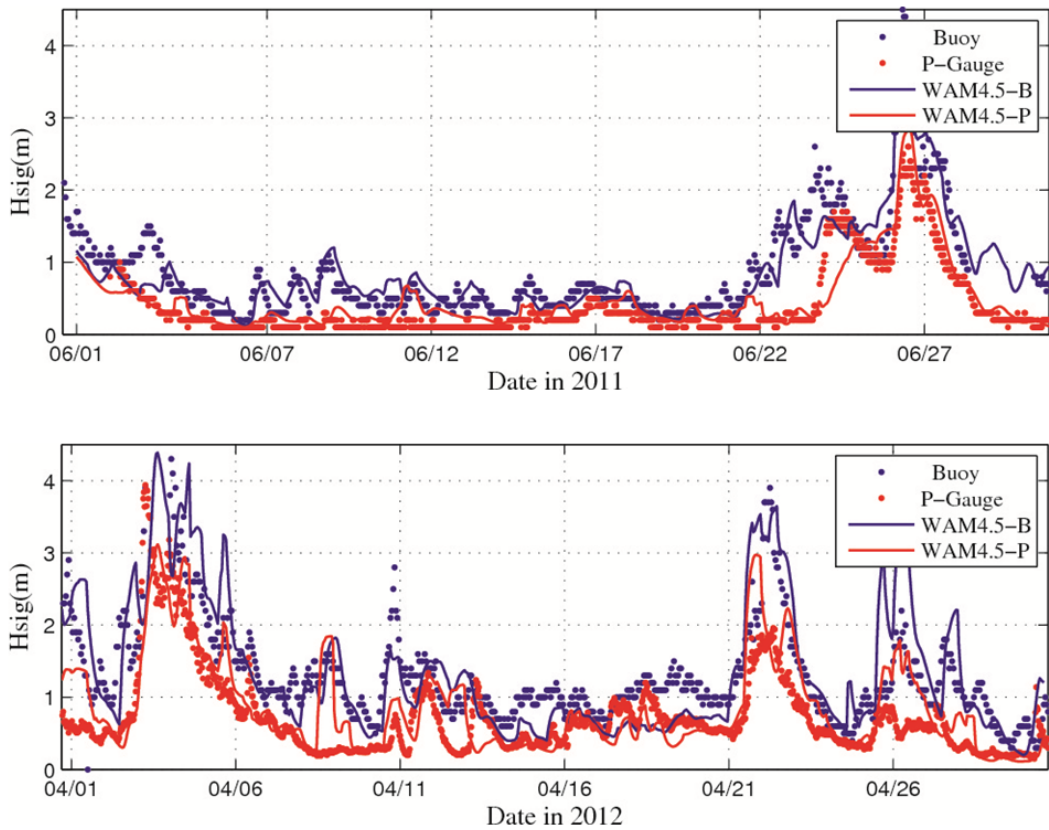 4
3
2
1
0
Hsig(m)
Buoy
P-Gauge
WAM4.5-B
WAM4.5-P
06/01 06/07 06/12 06/17 06/22 06/27
Date in 2011
4
3
2
1
0
Hsig(m)
Buoy
P-Gauge
WAM4.5-B
WAM4.5-P
04/01 04/06 04/11 04/16 04/21 04/26
Date in 2012